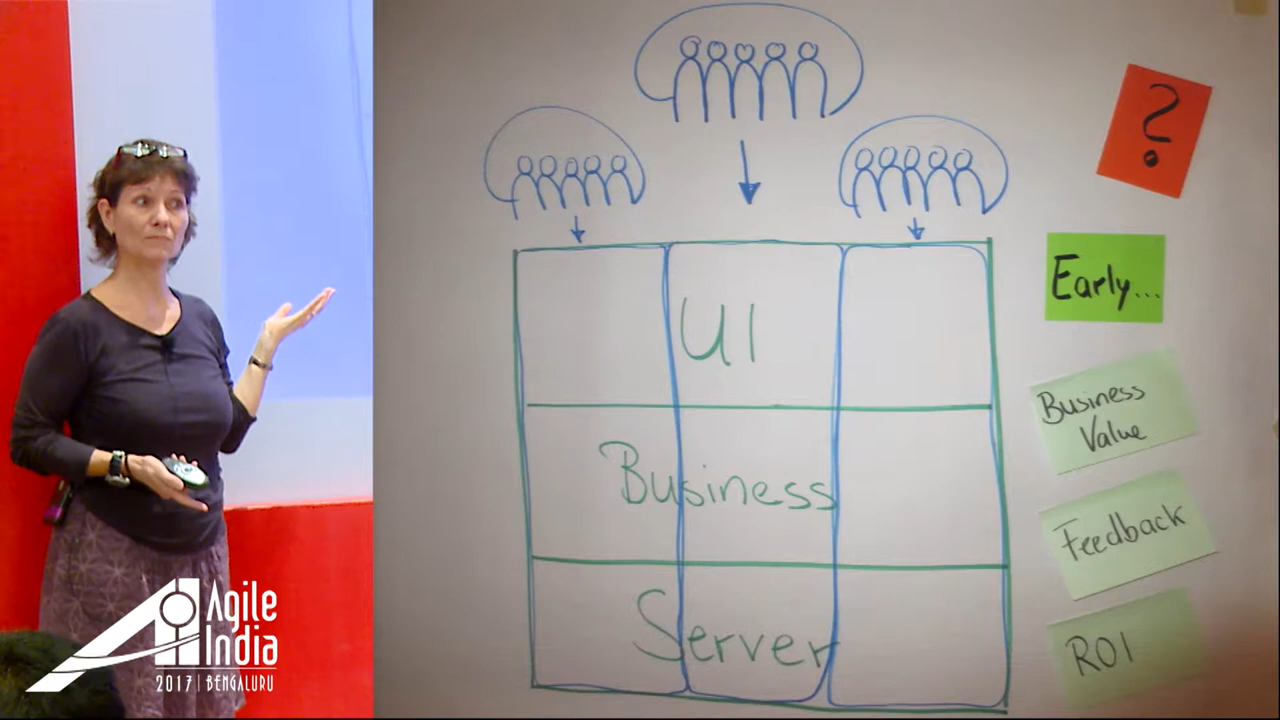 ?
Early...
UI
Business
Value
Business
Feedback
Server
ROI
Agile
India
2017 | BENGALURU